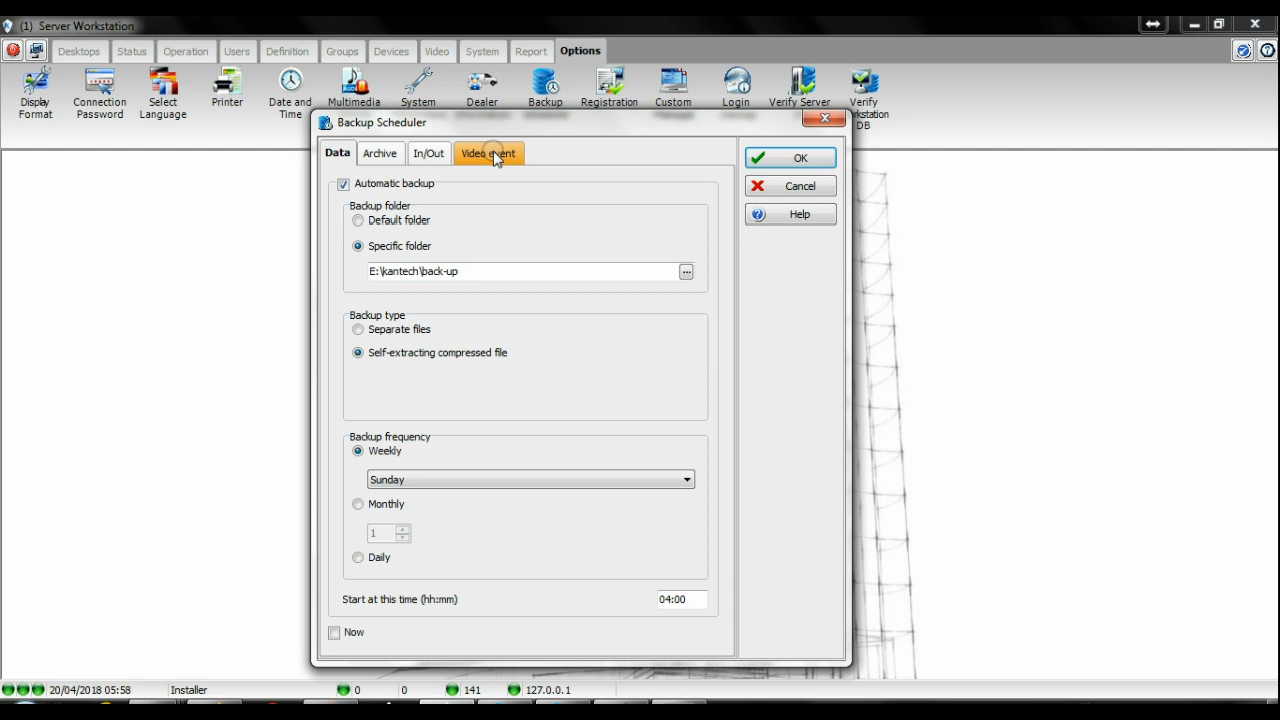 (1) Server Workstation
Desktops Status Operation Users Definition Groups Devices Video System Report Options
Display Format
Connection Password
Select Language
Printer
Date and Time
Multimedia
System
Dealer
Backup
Registration
Custom
Login
Verify Server
Verify
DB
Backup Scheduler
Data Archive In/Out Video event
Automatic backup
Backup folder
Default folder
Specific folder
E:\kantech\back-up
...
Backup type
Separate files
Self-extracting compressed file
Backup frequency
Weekly
Sunday
Monthly
1
Daily
Start at this time (hh:mm) 04:00
Now
OK
Cancel
Help
20/04/2018 05:58 Installer 0 0 141 127.0.0.1